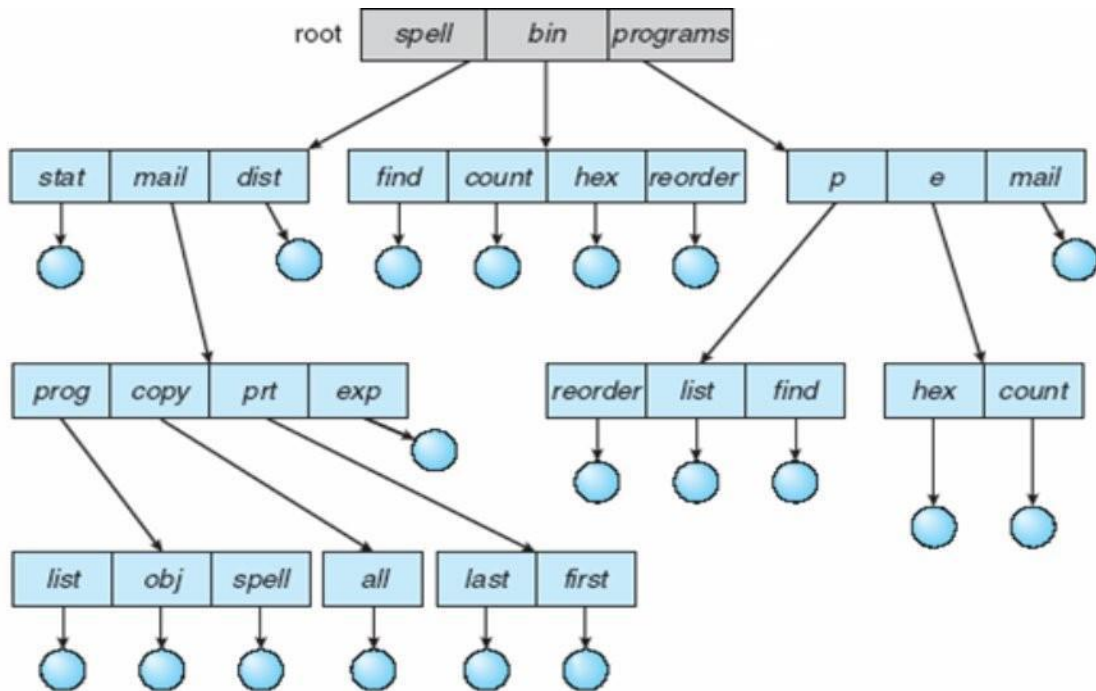 root spell bin programs
stat mail dist find count hex reorder p e mail
prog copy prt exp reorder list find hex count
list obj spell all last first